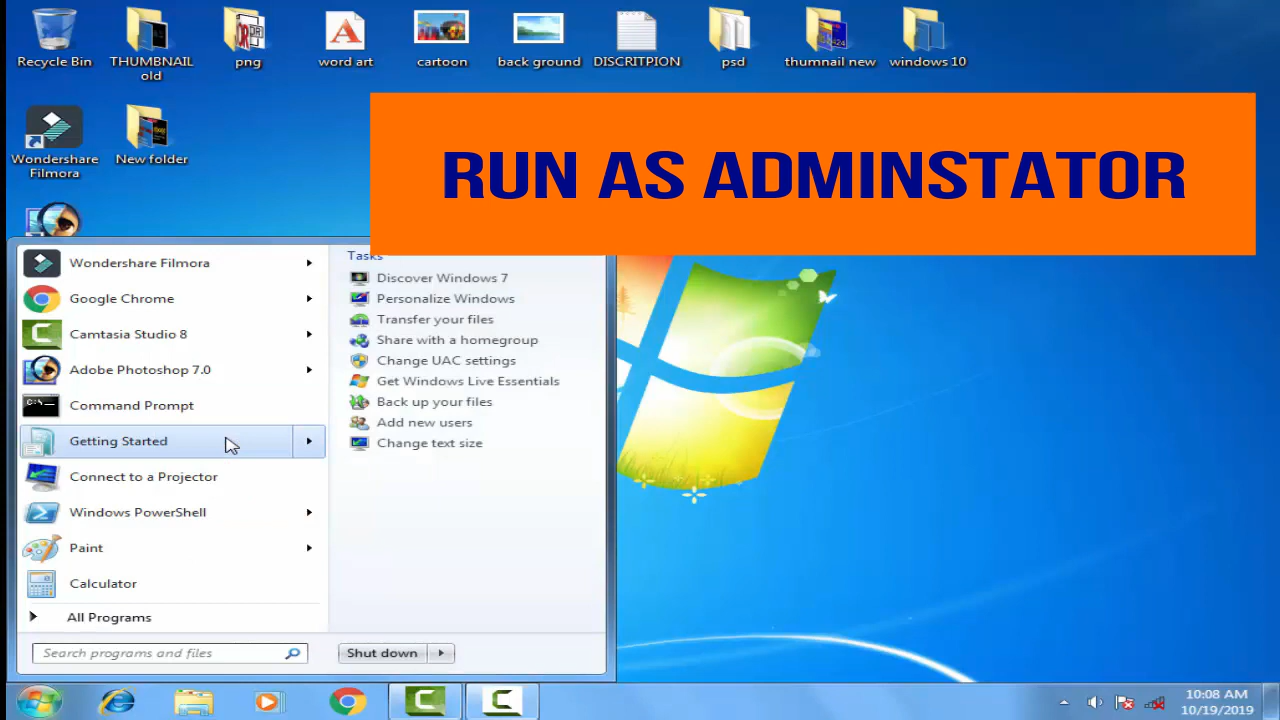 Recycle Bin
THUMBNAIL
old
png
word art
cartoon
back ground
DISCRITPION
psd
thumnail new
windows 10
Wondershare
Filmora
New folder
RUN AS ADMINSTATOR
Wondershare Filmora
Google Chrome
Camtasia Studio 8
Adobe Photoshop 7.0
Command Prompt
Getting Started
Connect to a Projector
Windows PowerShell
Paint
Calculator
All Programs
Search programs and files
Shut down
Tasks
Discover Windows 7
Personalize Windows
Transfer your files
Share with a homegroup
Change UAC settings
Get Windows Live Essentials
Back up your files
Add new users
Change text size
10:08 AM
10/19/2019